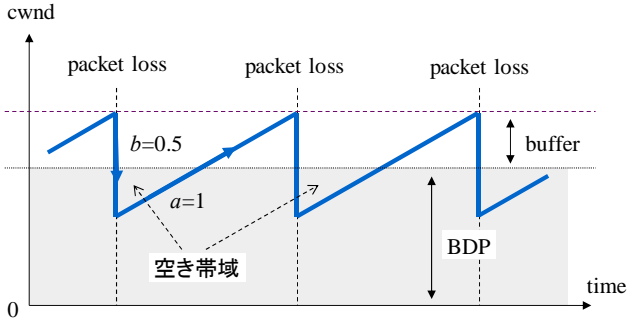 cwnd
packet loss
packet loss
packet loss
b=0.5
buffer
a=1
BDP
空き帯域
time
0